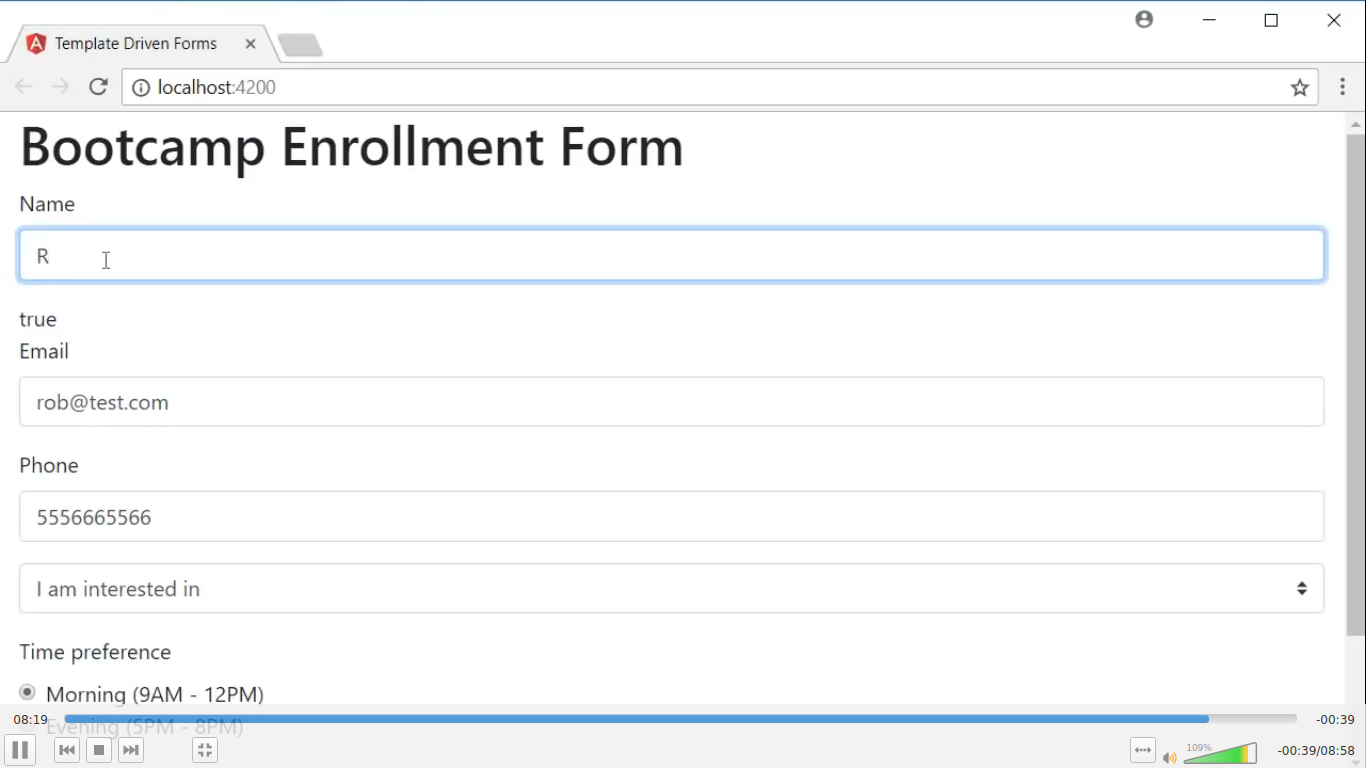 Template Driven Forms
localhost:4200
Bootcamp Enrollment Form
Name
R
true
Email
rob@test.com
Phone
5556665566
I am interested in
Time preference
Morning (9AM - 12PM)
Evening (5PM - 8PM)
08:19
-00:39
109%
-00:39/08:58